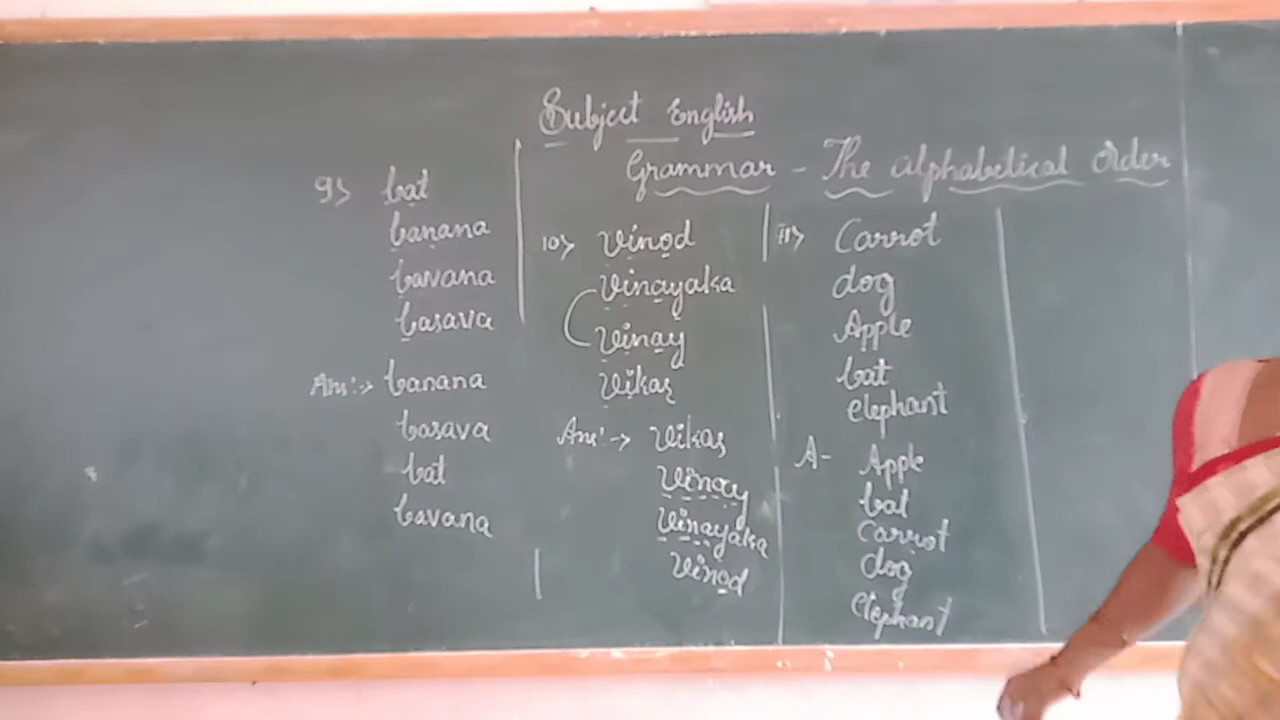 Subject English
Grammar - The alphabetical Order
9> bat
banana
bavana
basava
Ans:-> banana
basava
bat
bavana
10> Vinod
Vinayaka
Vinay
Vikas
Ans:-> Vikas
Vinay
Vinayaka
Vinod
11> Carrot
dog
Apple
bat
elephant
A- Apple
bat
Carrot
dog
elephant